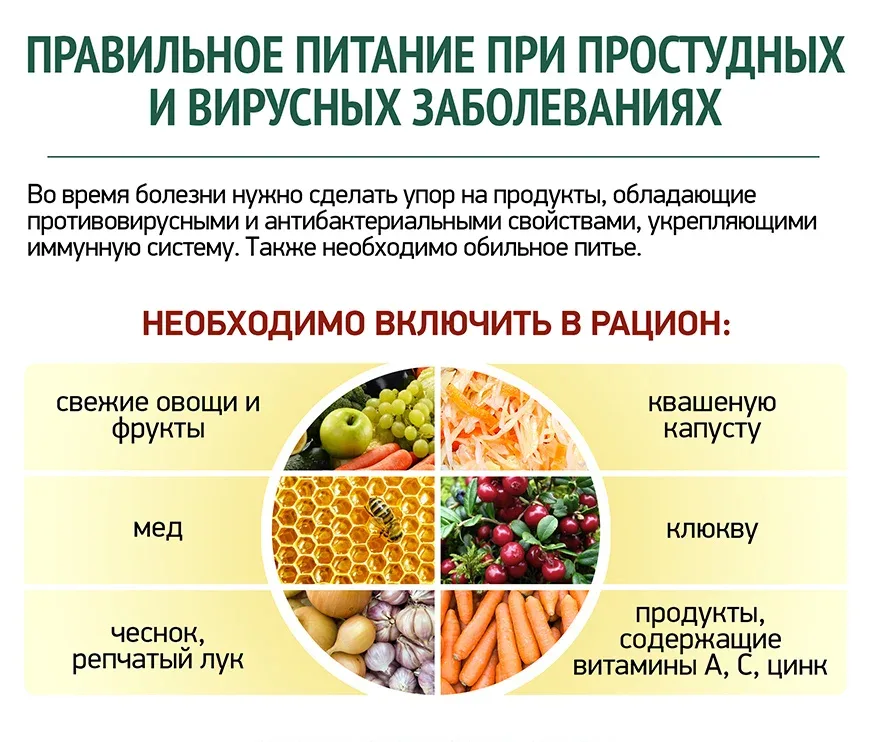 ПРАВИЛЬНОЕ ПИТАНИЕ ПРИ ПРОСТУДНЫХ
И ВИРУСНЫХ ЗАБОЛЕВАНИЯХ
Во время болезни нужно сделать упор на продукты, обладающие
противовирусными и антибактериальными свойствами, укрепляющими
иммунную систему. Также необходимо обильное питье.
НЕОБХОДИМО ВКЛЮЧИТЬ В РАЦИОН:
свежие овощи и
фрукты
квашеную
капусту
мед
клюкву
чеснок,
репчатый лук
продукты,
содержащие
витамины А, С, цинк